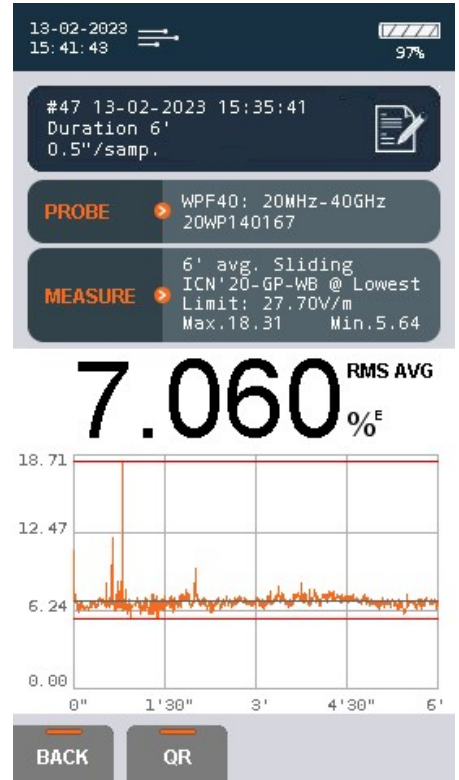 13-02-2023
15:41:43
97%
#47 13-02-2023 15:35:41
Duration 6'
0.5"/samp.
PROBE
WPF40: 20MHz-40GHz
20WP140167
MEASURE
6' avg. Sliding
ICN'20-GP-WB @ Lowest
Limit: 27.70V/m
Max.18.31 Min.5.64
7.060 RMS AVG
%E
18.71
12.47
6.24
0.00
0" 1'30" 3' 4'30" 6'
BACK QR